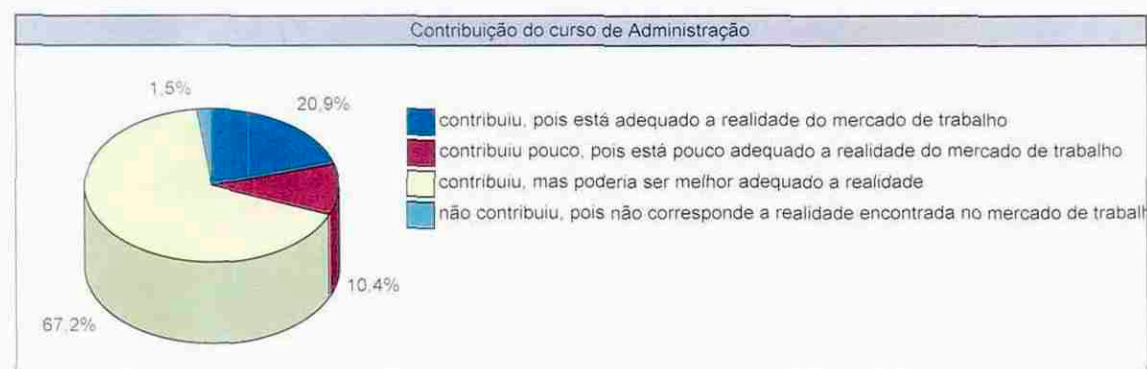 Contribuição do curso de Administração
1,5%
20,9%
contribuiu, pois está adequado a realidade do mercado de trabalho
contribuiu pouco, pois está pouco adequado a realidade do mercado de trabalho
contribuiu, mas poderia ser melhor adequado a realidade
não contribuiu, pois não corresponde a realidade encontrada no mercado de trabalh
10,4%
67,2%